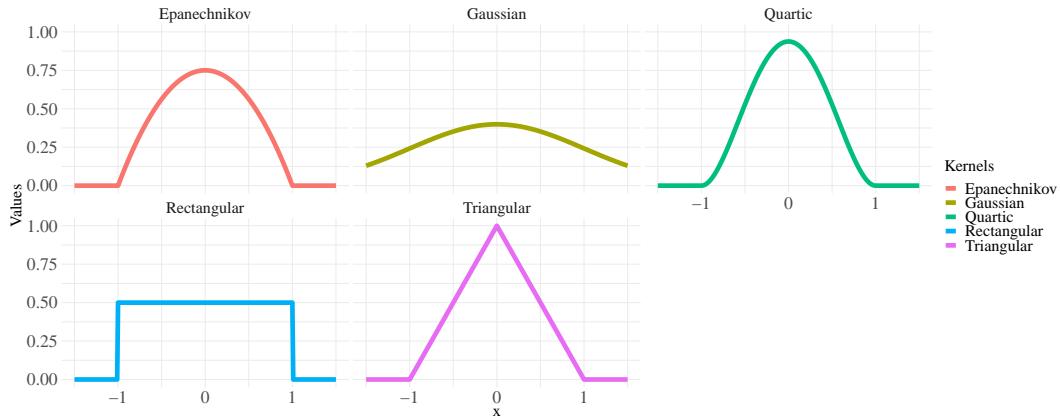 Epanechnikov
Gaussian
Quartic
1.00
0.75
0.50
0.25
0.00
−1
0
1
Rectangular
Triangular
1.00
0.75
0.50
0.25
0.00
−1
0
1
−1
0
1
x
Values
Kernels
Epanechnikov
Gaussian
Quartic
Rectangular
Triangular